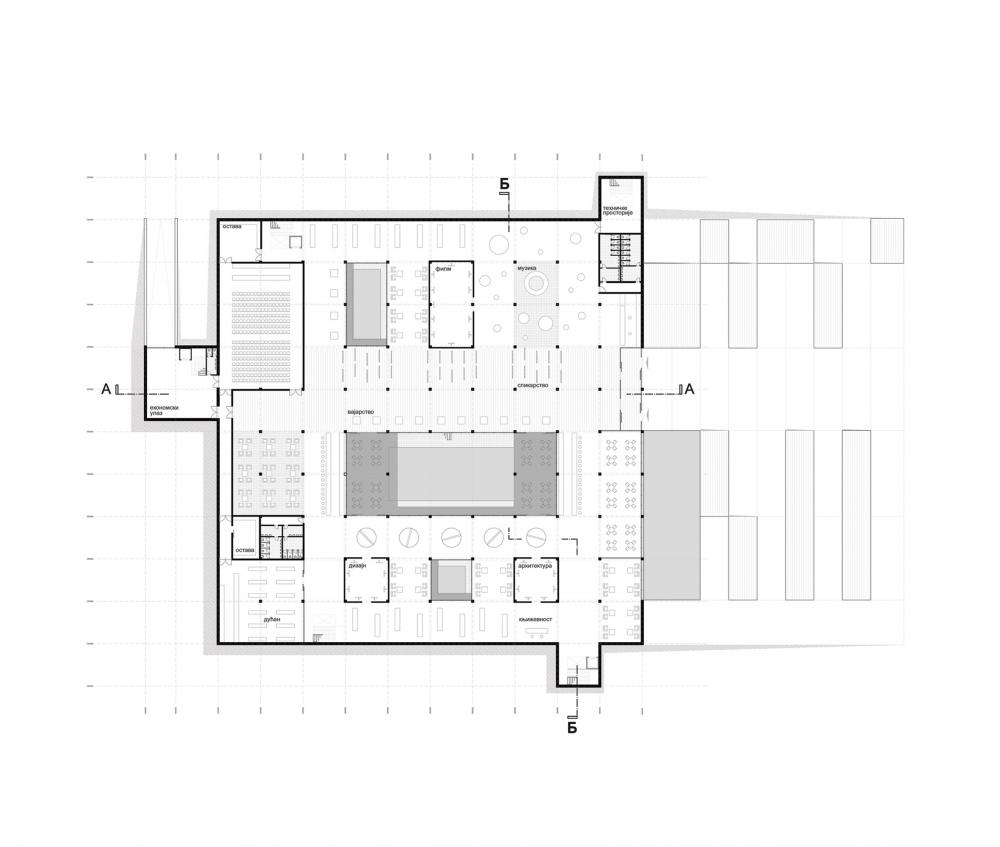 Б
техничке
просторије
остава
филм
музика
А
А
сликарство
економски
улаз
вајарство
остава
дизајн
архитектура
дућан
књижевност
Б